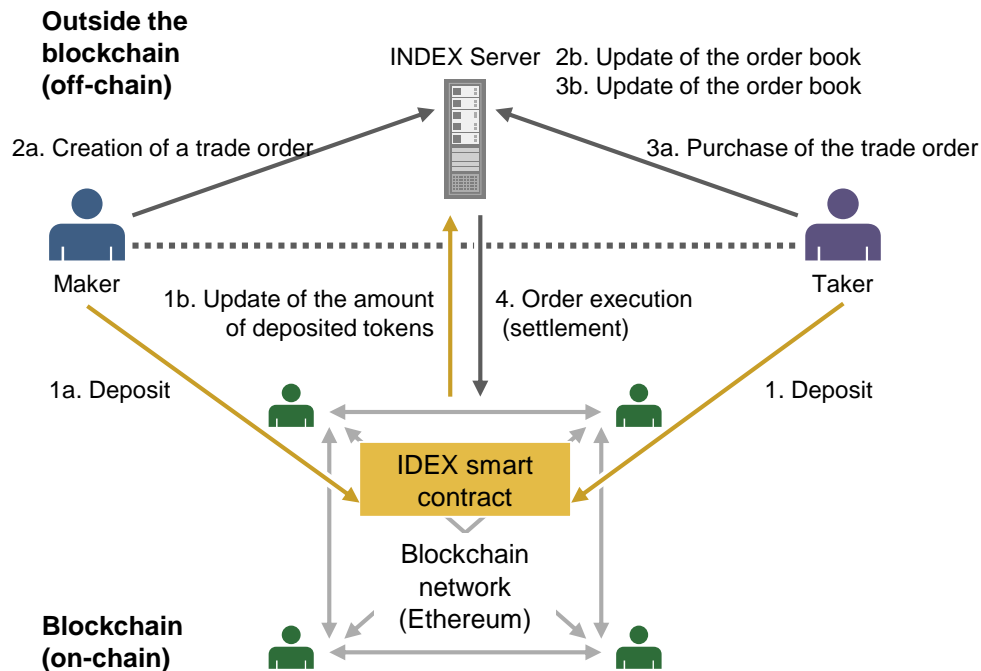 Outside the
blockchain
(off-chain)
INDEX Server
2b. Update of the order book
3b. Update of the order book
2a. Creation of a trade order
3a. Purchase of the trade order
Maker
Taker
1b. Update of the amount
of deposited tokens
4. Order execution
(settlement)
1a. Deposit
1. Deposit
IDEX smart
contract
Blockchain
network
(Ethereum)
Blockchain
(on-chain)